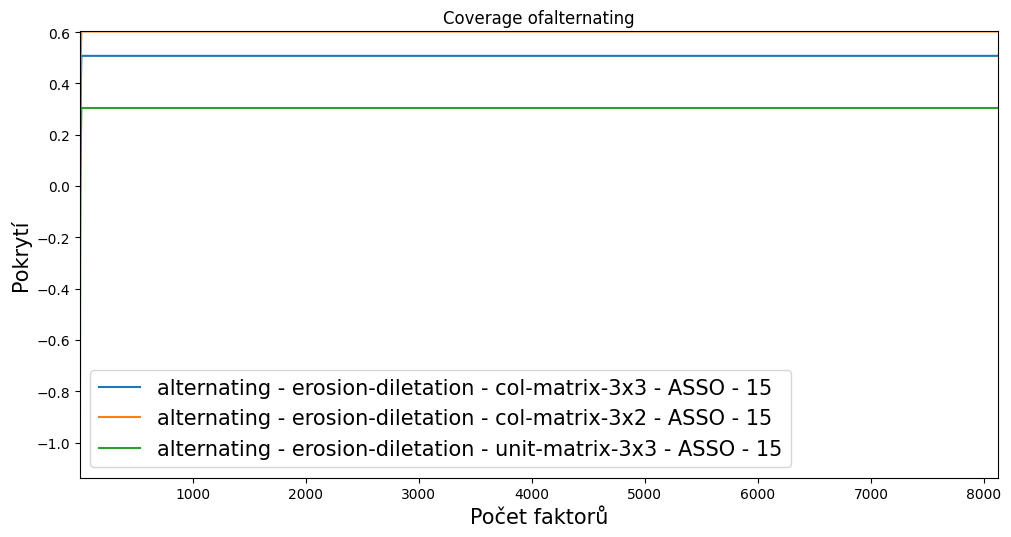 Coverage ofalternating
0.6
0.4
0.2
0.0
−0.2
−0.4
−0.6
−0.8
−1.0
Pokrytí
alternating - erosion-diletation - col-matrix-3x3 - ASSO - 15
alternating - erosion-diletation - col-matrix-3x2 - ASSO - 15
alternating - erosion-diletation - unit-matrix-3x3 - ASSO - 15
1000 2000 3000 4000 5000 6000 7000 8000
Počet faktorů